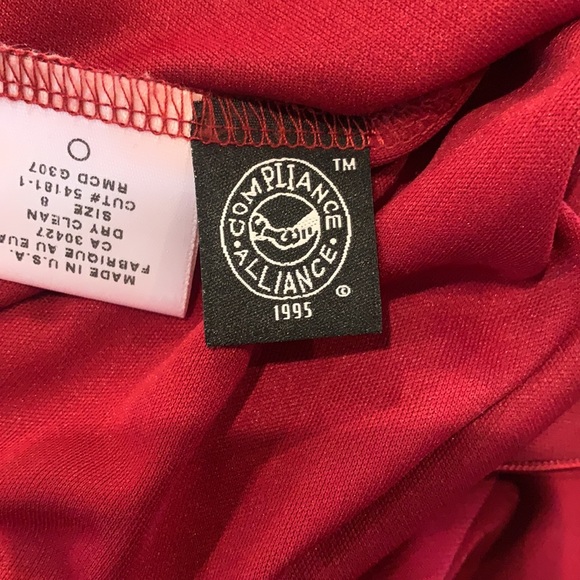 MADE IN U.S.A.
FABRIQUE AU EUA
CA 30427
DRY CLEAN
SIZE 8
CUT# 54181-1
RMCD G307
COMPLIANCE
• ALLIANCE •
TM
©
1995